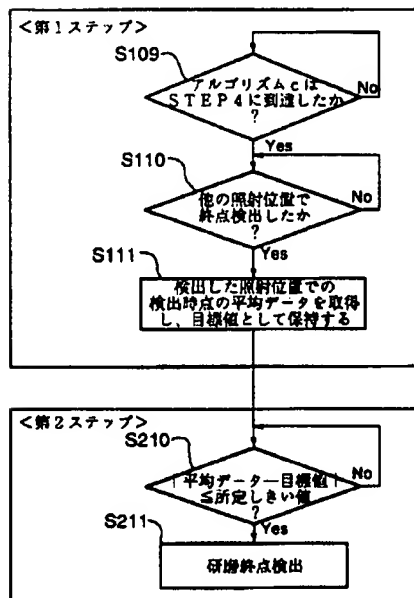 <第1ステップ>
S109
アルゴリズムcは
STEP4に到達したか
?
No
Yes
S110
他の照射位置で
終点検出したか
?
No
Yes
S111
検出した照射位置での
検出時点の平均データを取得
し、目標値として保持する
<第2ステップ>
S210
|平均データ—目標値|
≦所定しきい値
?
No
Yes
S211
研磨終点検出